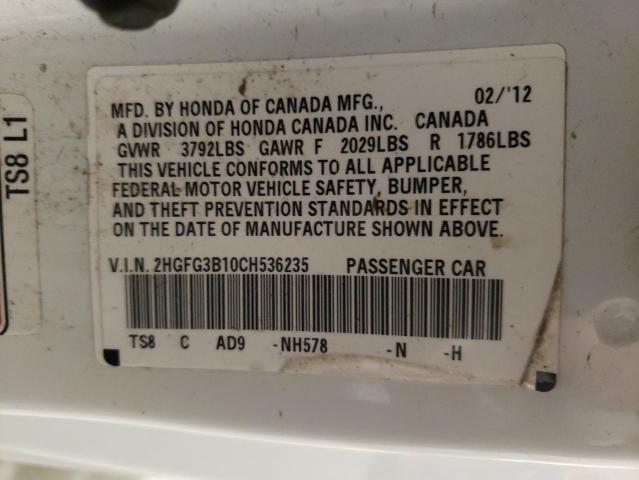 MFD. BY HONDA OF CANADA MFG., 02/'12
A DIVISION OF HONDA CANADA INC. CANADA
GVWR 3792LBS GAWR F 2029LBS R 1786LBS
THIS VEHICLE CONFORMS TO ALL APPLICABLE
FEDERAL MOTOR VEHICLE SAFETY, BUMPER,
AND THEFT PREVENTION STANDARDS IN EFFECT
ON THE DATE OF MANUFACTURE SHOWN ABOVE.
V.I.N. 2HGFG3B10CH536235 PASSENGER CAR
TS8 C AD9 -NH578 -N -H
TS8 L1